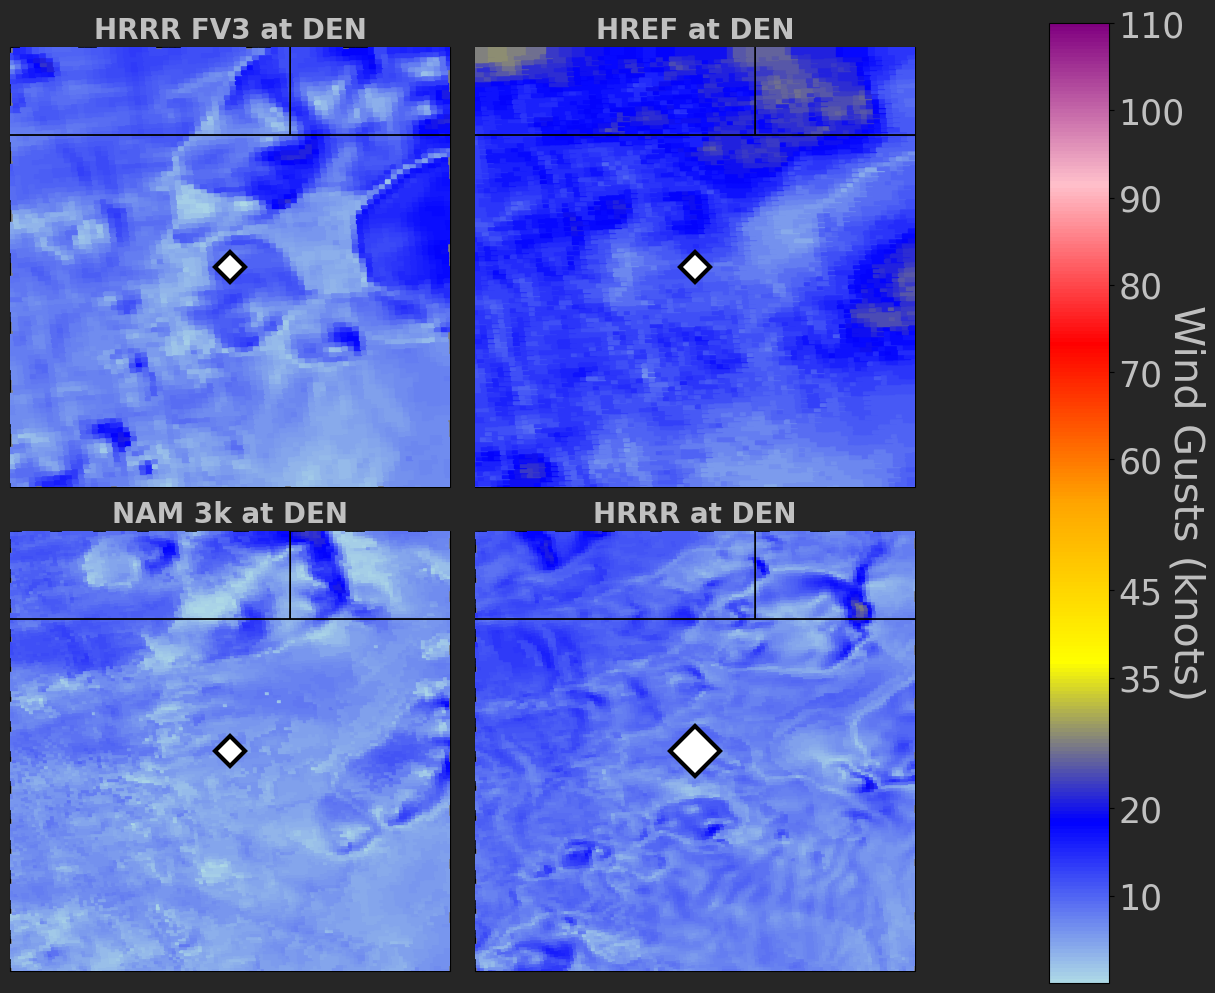 HRRR FV3 at DEN
HREF at DEN
NAM 3k at DEN
HRRR at DEN
110
100
90
80
70
60
45
35
20
10
Wind Gusts (knots)